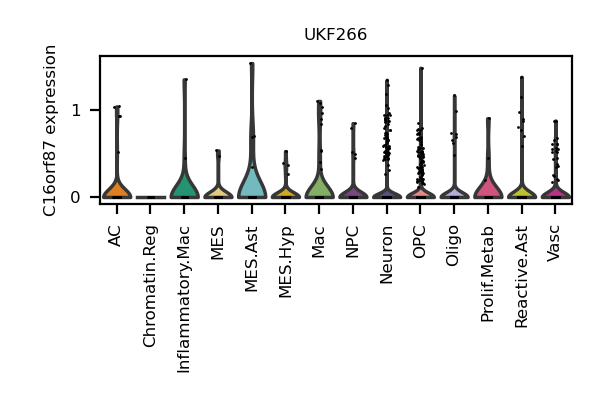 UKF266
C16orf87 expression
1
0
AC
Chromatin.Reg
Inflammatory.Mac
MES
MES.Ast
MES.Hyp
Mac
NPC
Neuron
OPC
Oligo
Prolif.Metab
Reactive.Ast
Vasc